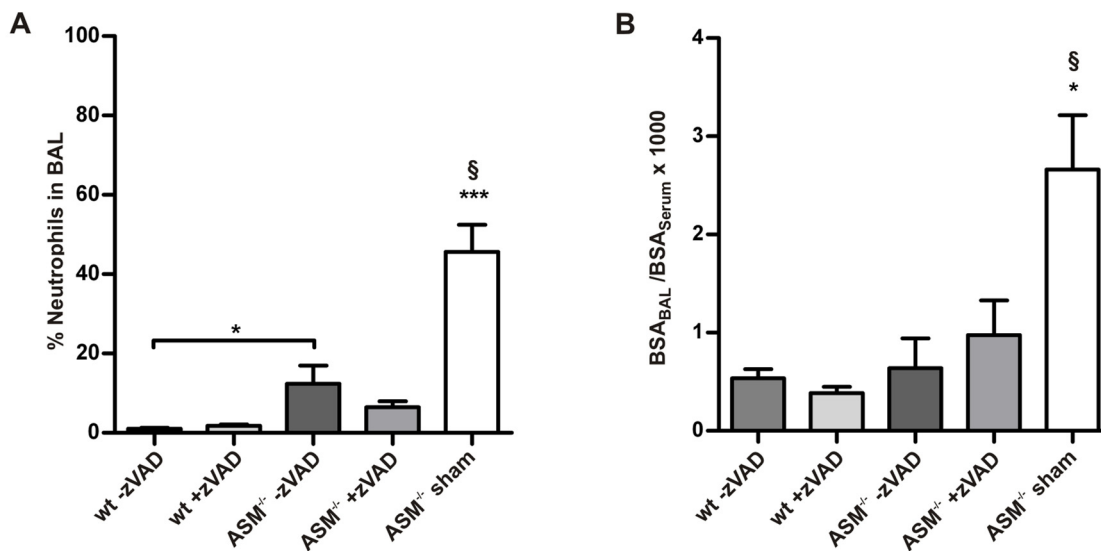 A
% Neutrophils in BAL
100
80
60
40
20
0
*
§
***
wt -zVAD
wt +zVAD
ASM-/- -zVAD
ASM-/- +zVAD
ASM-/- sham
B
BSABAL /BSASerum x 1000
4
3
2
1
0
§
*
wt -zVAD
wt +zVAD
ASM-/- -zVAD
ASM-/- +zVAD
ASM-/- sham